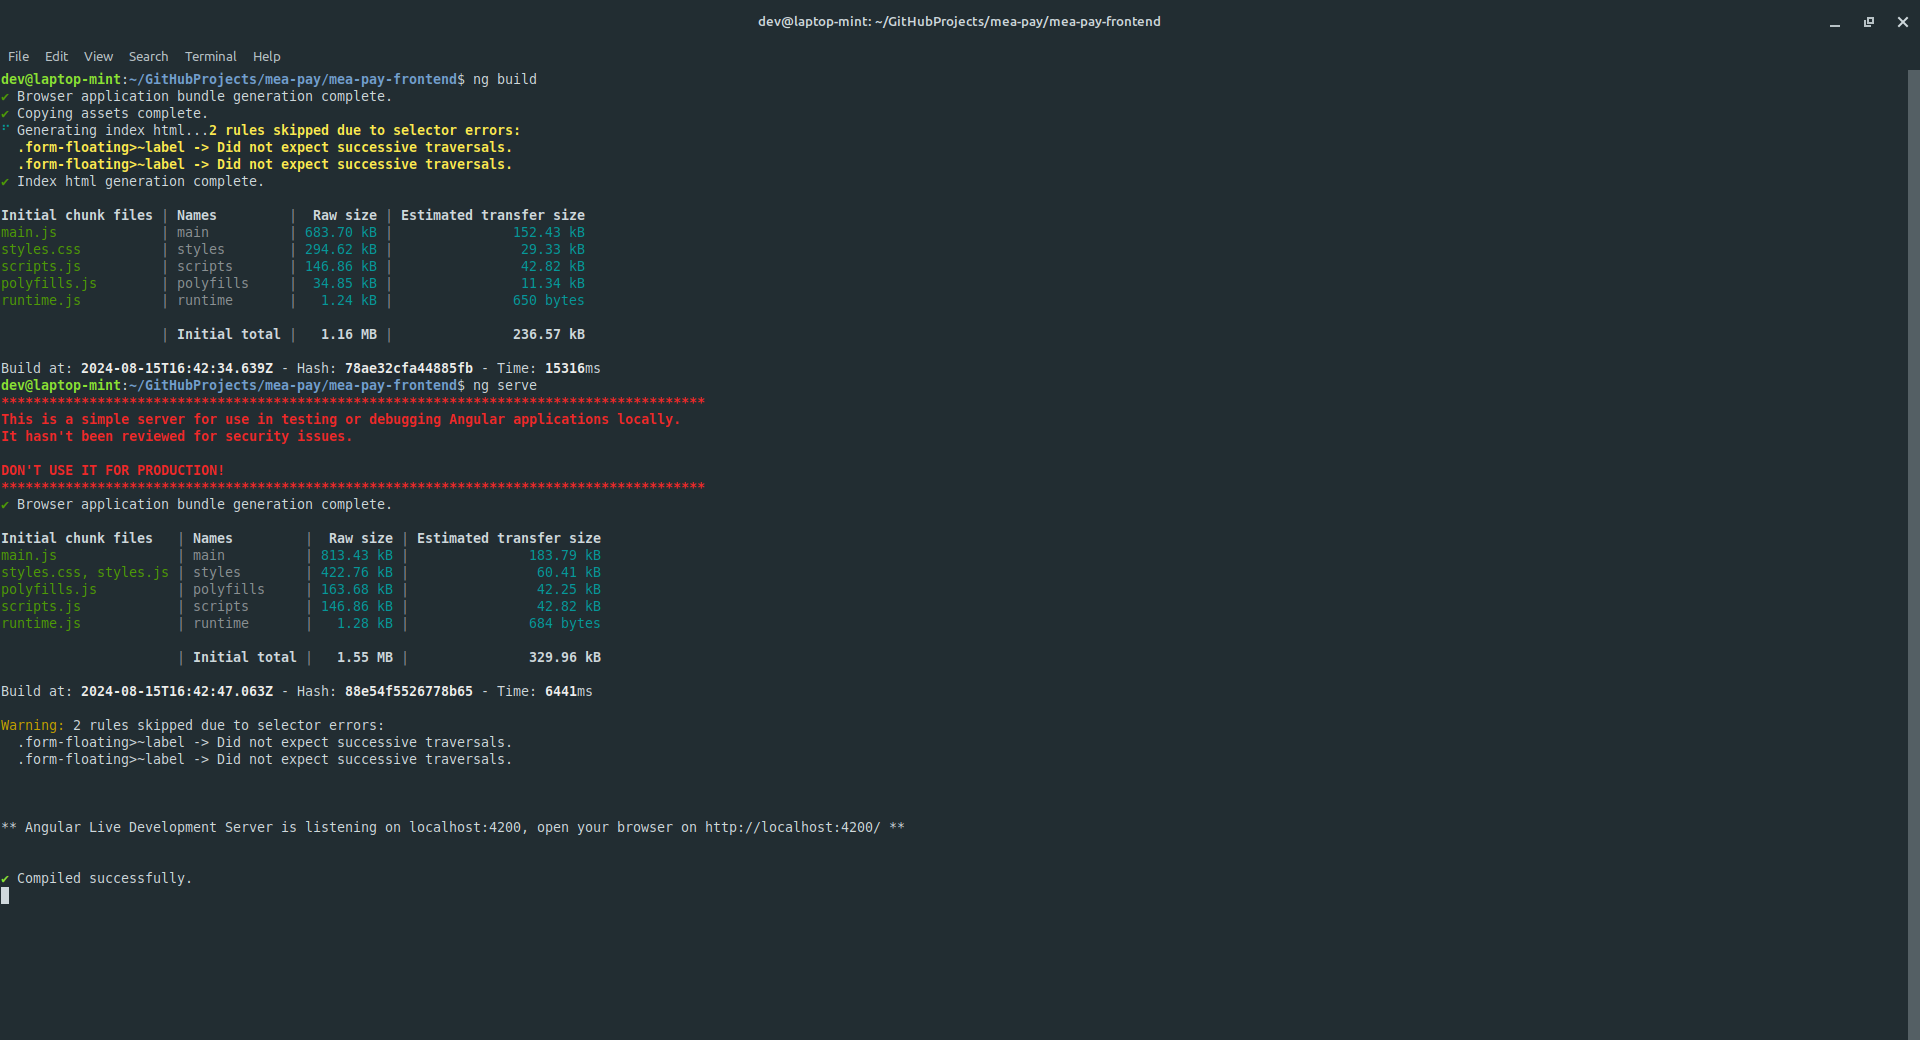 dev@laptop-mint: ~/GitHubProjects/mea-pay/mea-pay-frontend
File Edit View Search Terminal Help
dev@laptop-mint:~/GitHubProjects/mea-pay/mea-pay-frontend$ ng build
✔ Browser application bundle generation complete.
✔ Copying assets complete.
⠋ Generating index html...2 rules skipped due to selector errors:
  .form-floating>~label -> Did not expect successive traversals.
  .form-floating>~label -> Did not expect successive traversals.
✔ Index html generation complete.
Initial chunk files | Names         |  Raw size | Estimated transfer size
main.js             | main          | 683.70 kB |               152.43 kB
styles.css          | styles        | 294.62 kB |                29.33 kB
scripts.js          | scripts       | 146.86 kB |                42.82 kB
polyfills.js        | polyfills     |  34.85 kB |                11.34 kB
runtime.js          | runtime       |   1.24 kB |               650 bytes
                    | Initial total |   1.16 MB |               236.57 kB
Build at: 2024-08-15T16:42:34.639Z - Hash: 78ae32cfa44885fb - Time: 15316ms
dev@laptop-mint:~/GitHubProjects/mea-pay/mea-pay-frontend$ ng serve
****************************************************************************************
This is a simple server for use in testing or debugging Angular applications locally.
It hasn't been reviewed for security issues.
DON'T USE IT FOR PRODUCTION!
****************************************************************************************
✔ Browser application bundle generation complete.
Initial chunk files   | Names         |  Raw size | Estimated transfer size
main.js               | main          | 813.43 kB |               183.79 kB
styles.css, styles.js | styles        | 422.76 kB |                60.41 kB
polyfills.js          | polyfills     | 163.68 kB |                42.25 kB
scripts.js            | scripts       | 146.86 kB |                42.82 kB
runtime.js            | runtime       |   1.28 kB |               684 bytes
                      | Initial total |   1.55 MB |               329.96 kB
Build at: 2024-08-15T16:42:47.063Z - Hash: 88e54f5526778b65 - Time: 6441ms
Warning: 2 rules skipped due to selector errors:
  .form-floating>~label -> Did not expect successive traversals.
  .form-floating>~label -> Did not expect successive traversals.
** Angular Live Development Server is listening on localhost:4200, open your browser on http://localhost:4200/ **
✔ Compiled successfully.